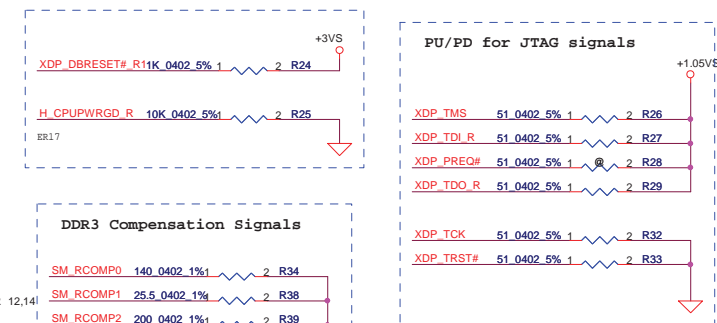 +3VS
XDP_DBRESET#_R1 1K_0402_5% 1 2 R24
H_CPUPWRGD_R 10K_0402_5% 1 2 R25
ER17
PU/PD for JTAG signals
+1.05VS
XDP_TMS 51_0402_5% 1 2 R26
XDP_TDI_R 51_0402_5% 1 2 R27
XDP_PREQ# 51_0402_5% 1 @ 2 R28
XDP_TDO_R 51_0402_5% 1 2 R29
XDP_TCK 51_0402_5% 1 2 R32
XDP_TRST# 51_0402_5% 1 2 R33
DDR3 Compensation Signals
SM_RCOMP0 140_0402_1% 1 2 R34
12,14
SM_RCOMP1 25.5_0402_1% 1 2 R38
SM_RCOMP2 200_0402_1% 1 2 R39